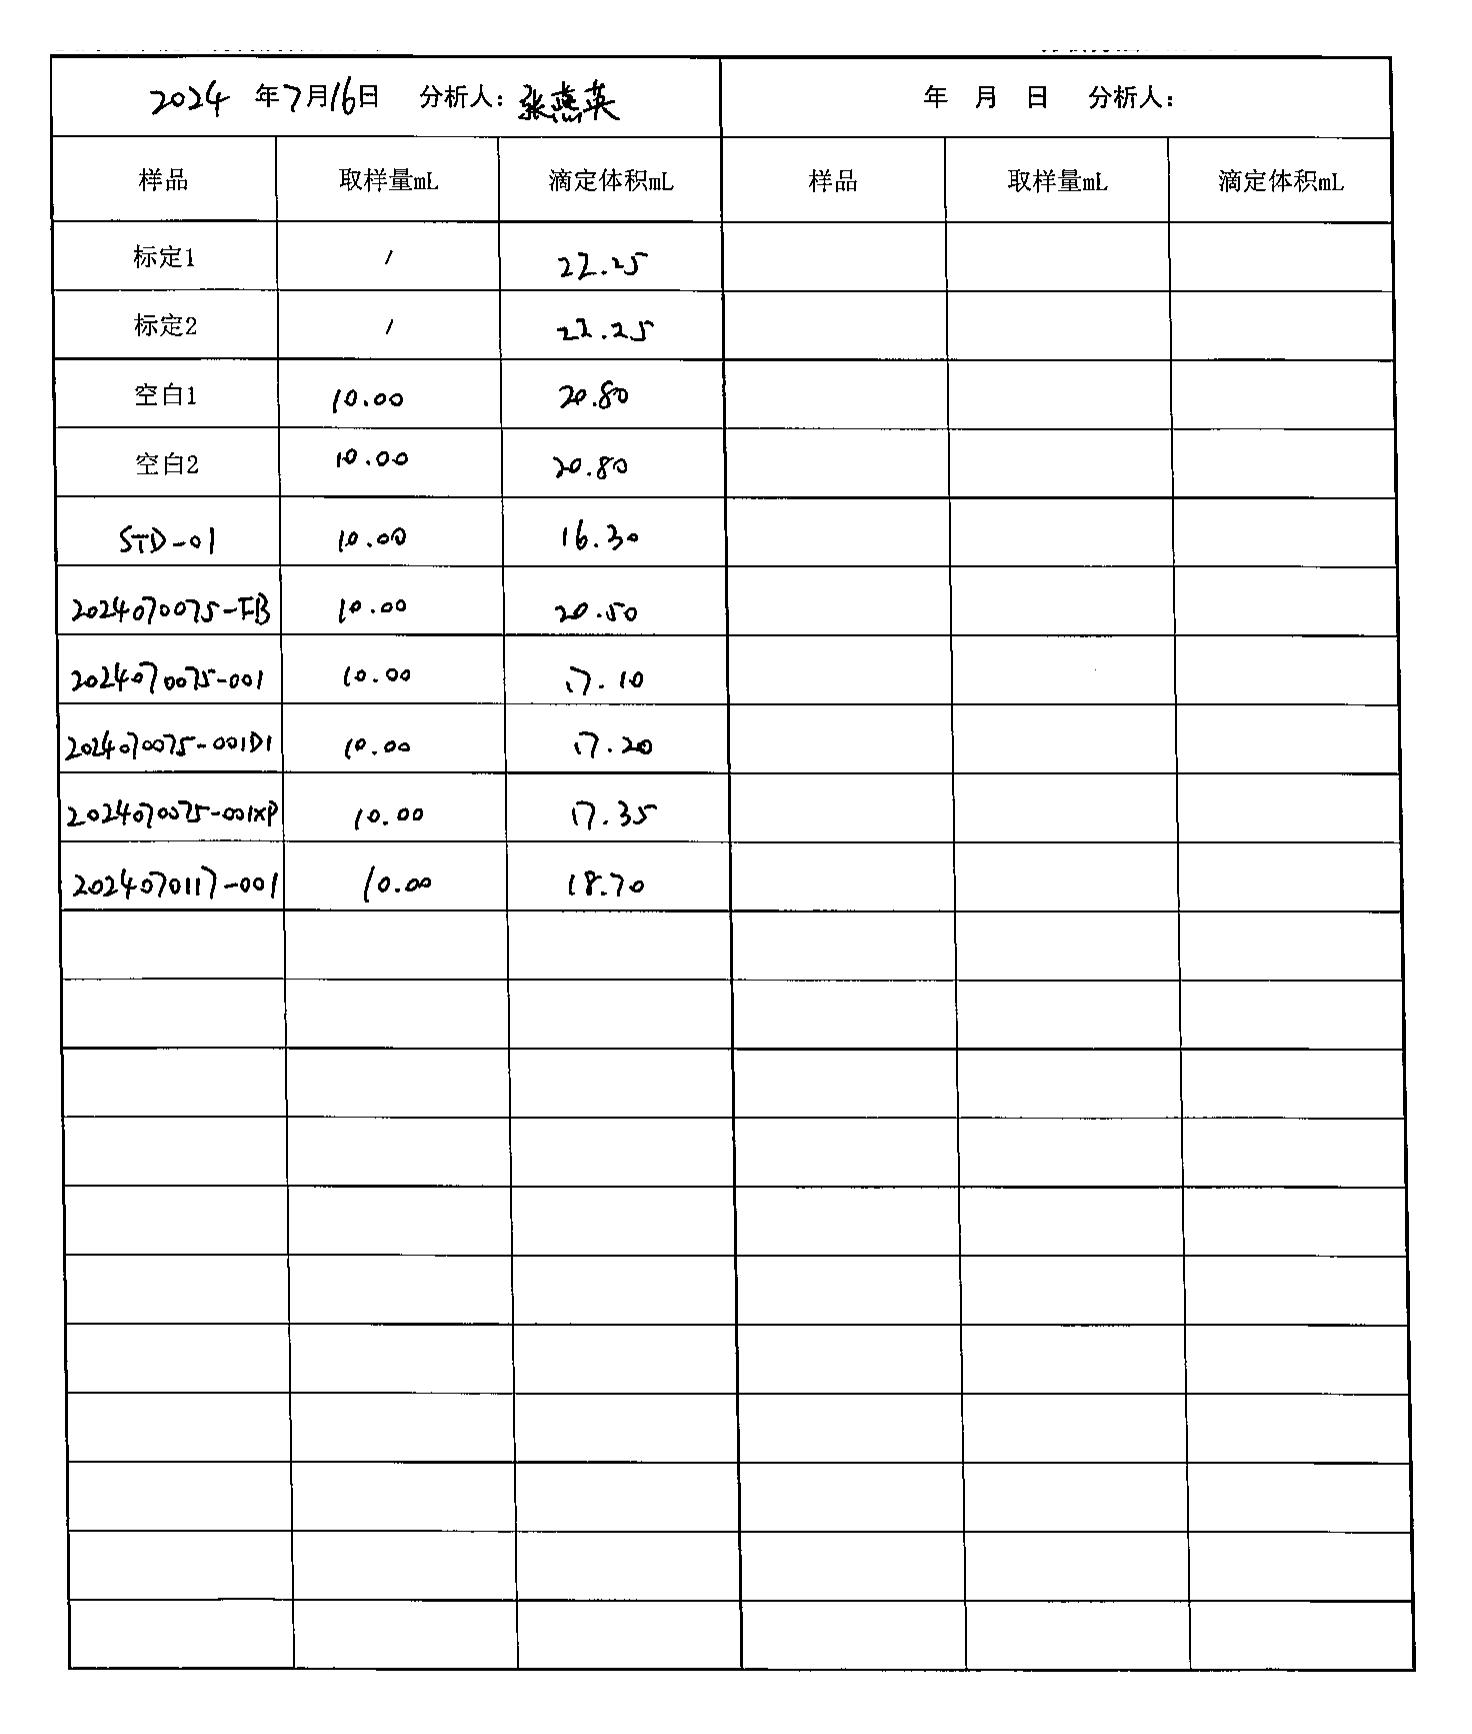 2024 年7月16日 分析人：张燕英 年 月 日 分析人：
样品 取样量mL 滴定体积mL 样品 取样量mL 滴定体积mL
标定1 / 22.25
标定2 / 22.25
空白1 10.00 20.80
空白2 10.00 20.80
STD-01 10.00 16.30
2024070075-FB 10.00 20.50
2024070075-001 10.00 17.10
2024070075-001D1 10.00 17.20
2024070075-001XP 10.00 17.35
2024070117-001 10.00 18.70